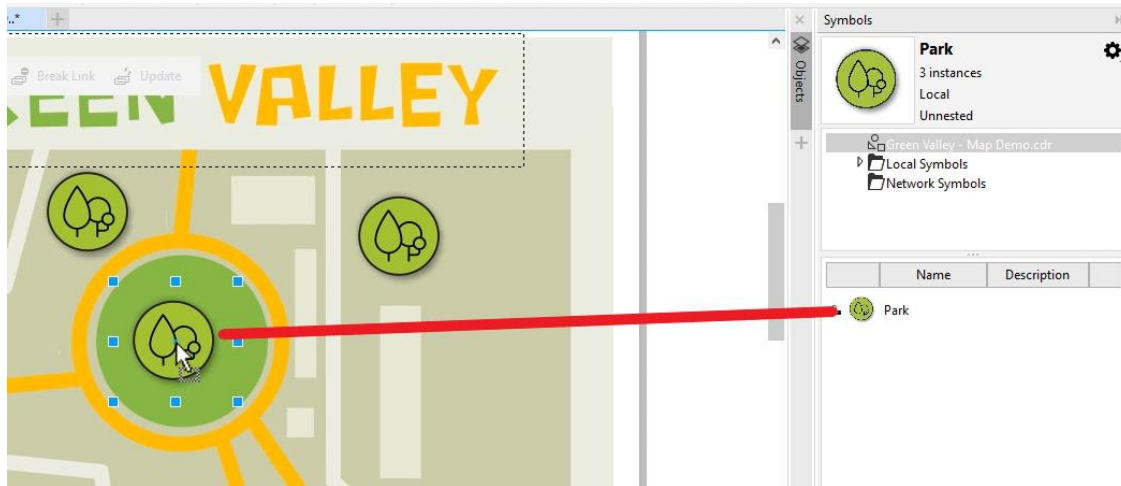 ..*
Symbols
Break Link
Update
EEN VALLEY
Objects
Park
3 instances
Local
Unnested
Green Valley - Map Demo.cdr
Local Symbols
Network Symbols
Name
Description
Park